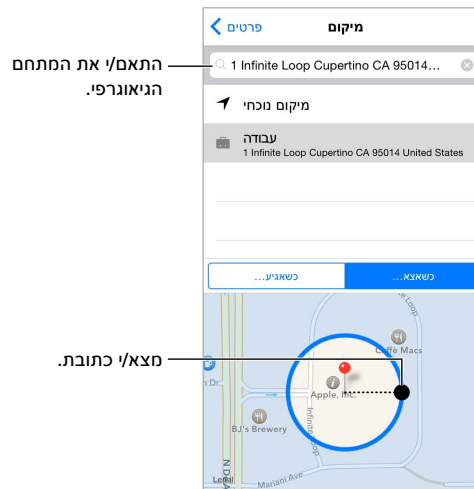 מיקום
פרטים
1 Infinite Loop Cupertino CA 95014…
התאם/י את המתחם
הגיאוגרפי.
מיקום נוכחי
עבודה
1 Infinite Loop Cupertino CA 95014 United States
כשאצא…
כשאגיע…
Loop
Caffè Macs
מצא/י כתובת.
n Dr
Apple, Inc.
Infinite Loop
BJ's Brewery
N D
Legal
Mariani Ave